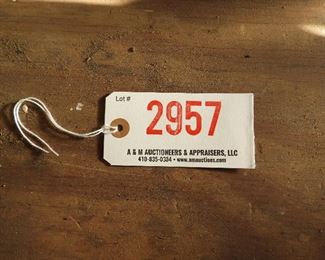 Lot #
2957
A & M AUCTIONEERS & APPRAISERS, LLC
410-835-0384 • www.amauctions.com